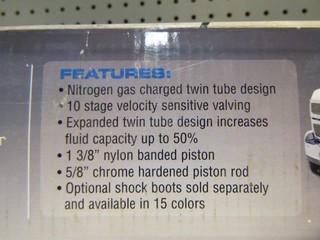 FEATURES:
• Nitrogen gas charged twin tube design
• 10 stage velocity sensitive valving
• Expanded twin tube design increases
fluid capacity up to 50%
• 1 3/8" nylon banded piston
• 5/8" chrome hardened piston rod
• Optional shock boots sold separately
and available in 15 colors